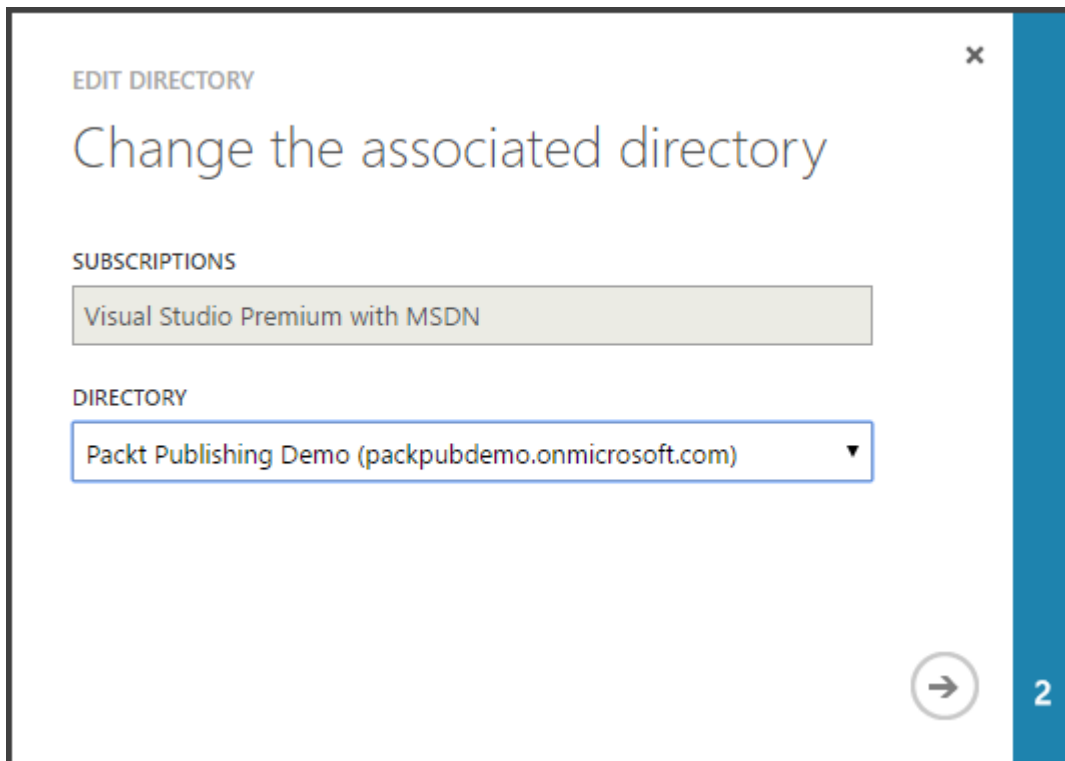 EDIT DIRECTORY
Change the associated directory
SUBSCRIPTIONS
Visual Studio Premium with MSDN
DIRECTORY
Packt Publishing Demo (packpubdemo.onmicrosoft.com)
2